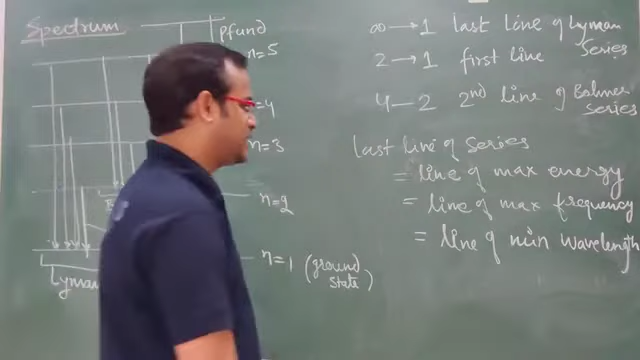 Spectrum
Pfund
n=5
=4
n=3
n=2
n=1 (ground state)
Lyman
∞ → 1 last line of Lyman Series
2 → 1 first line
4 — 2 2nd line of Balmer series
last line of Series
= line of max energy
= line of max frequency
= line of min wavelength